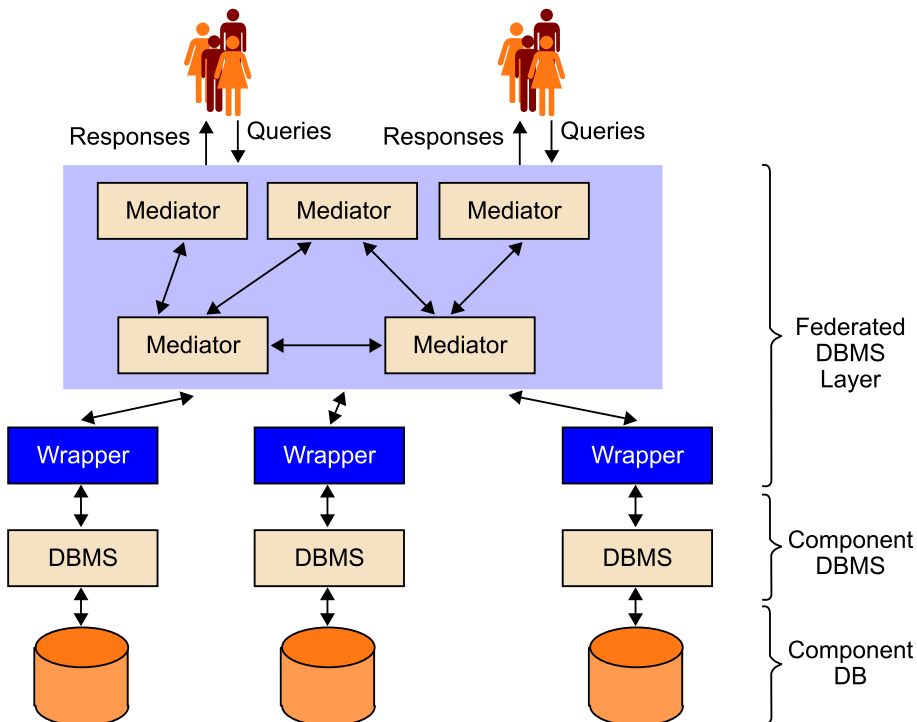 Responses
Queries
Responses
Queries
Mediator
Mediator
Mediator
Mediator
Mediator
Federated
DBMS
Layer
Wrapper
Wrapper
Wrapper
DBMS
DBMS
DBMS
Component
DBMS
Component
DB